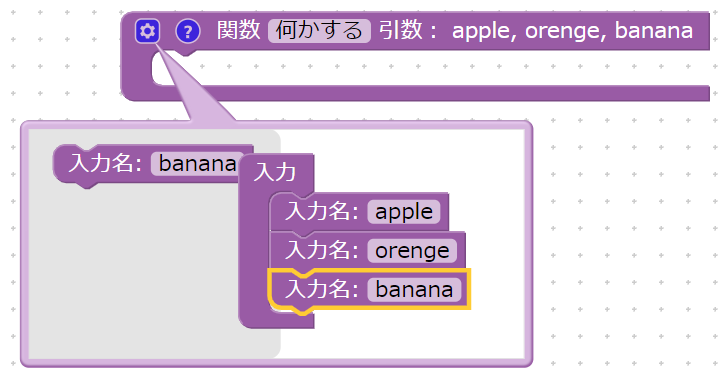 ? 関数 何かする 引数: apple, orenge, banana
入力名: banana
入力
入力名: apple
入力名: orenge
入力名: banana